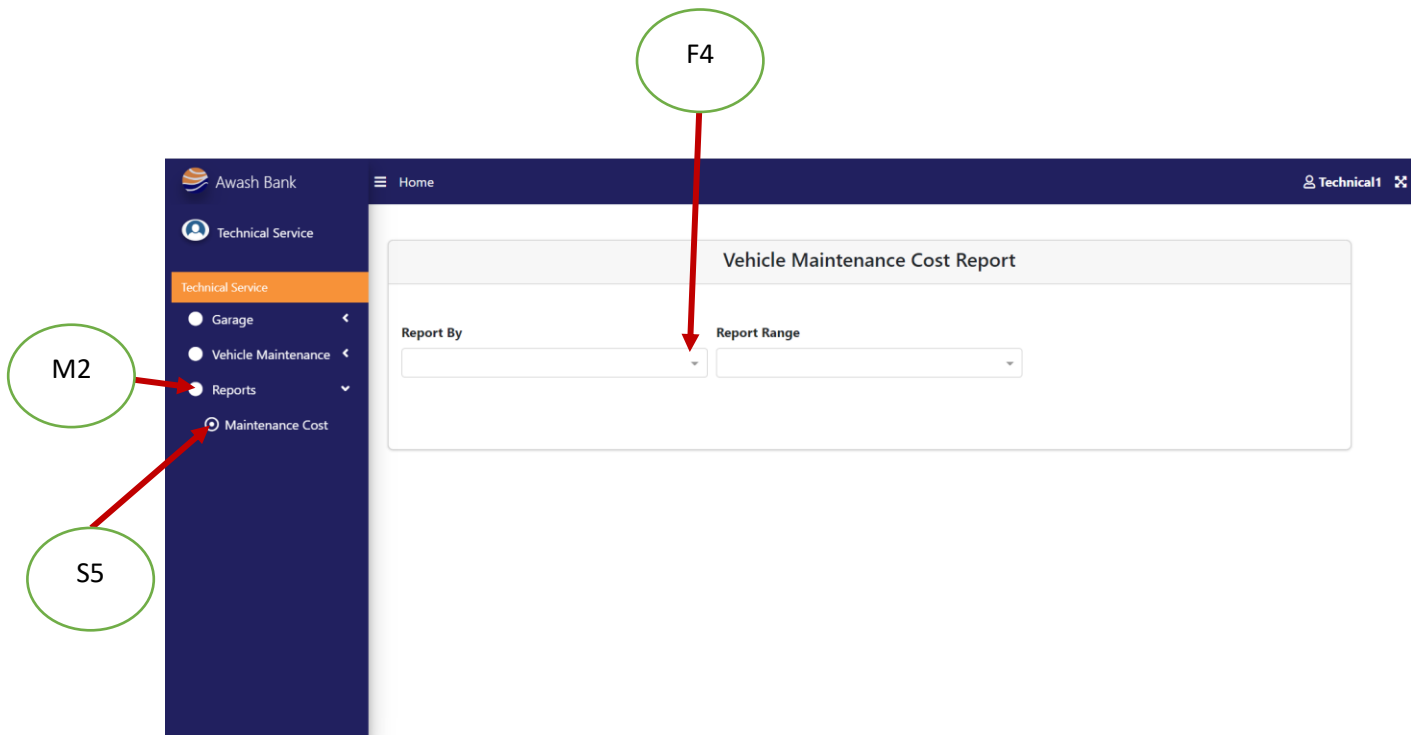 F4
Awash Bank
Home
Technical1
Technical Service
Vehicle Maintenance Cost Report
Technical Service
Garage
Report By
Report Range
Vehicle Maintenance
M2
Reports
Maintenance Cost
S5